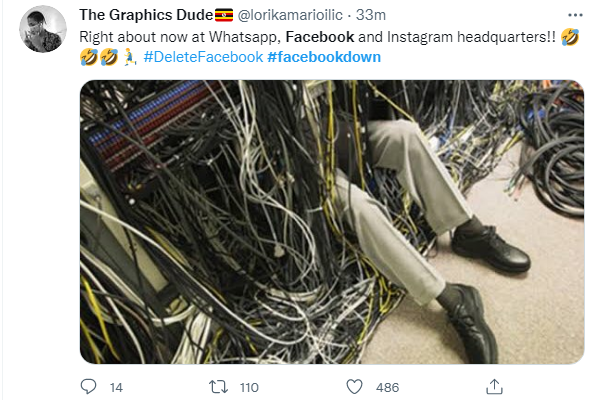 The Graphics Dude🇺🇬 @lorikamarioilic · 33m
Right about now at Whatsapp, Facebook and Instagram headquarters!! 🤣
🤣🤣🧎‍♂️ #DeleteFacebook #facebookdown
14 110 486